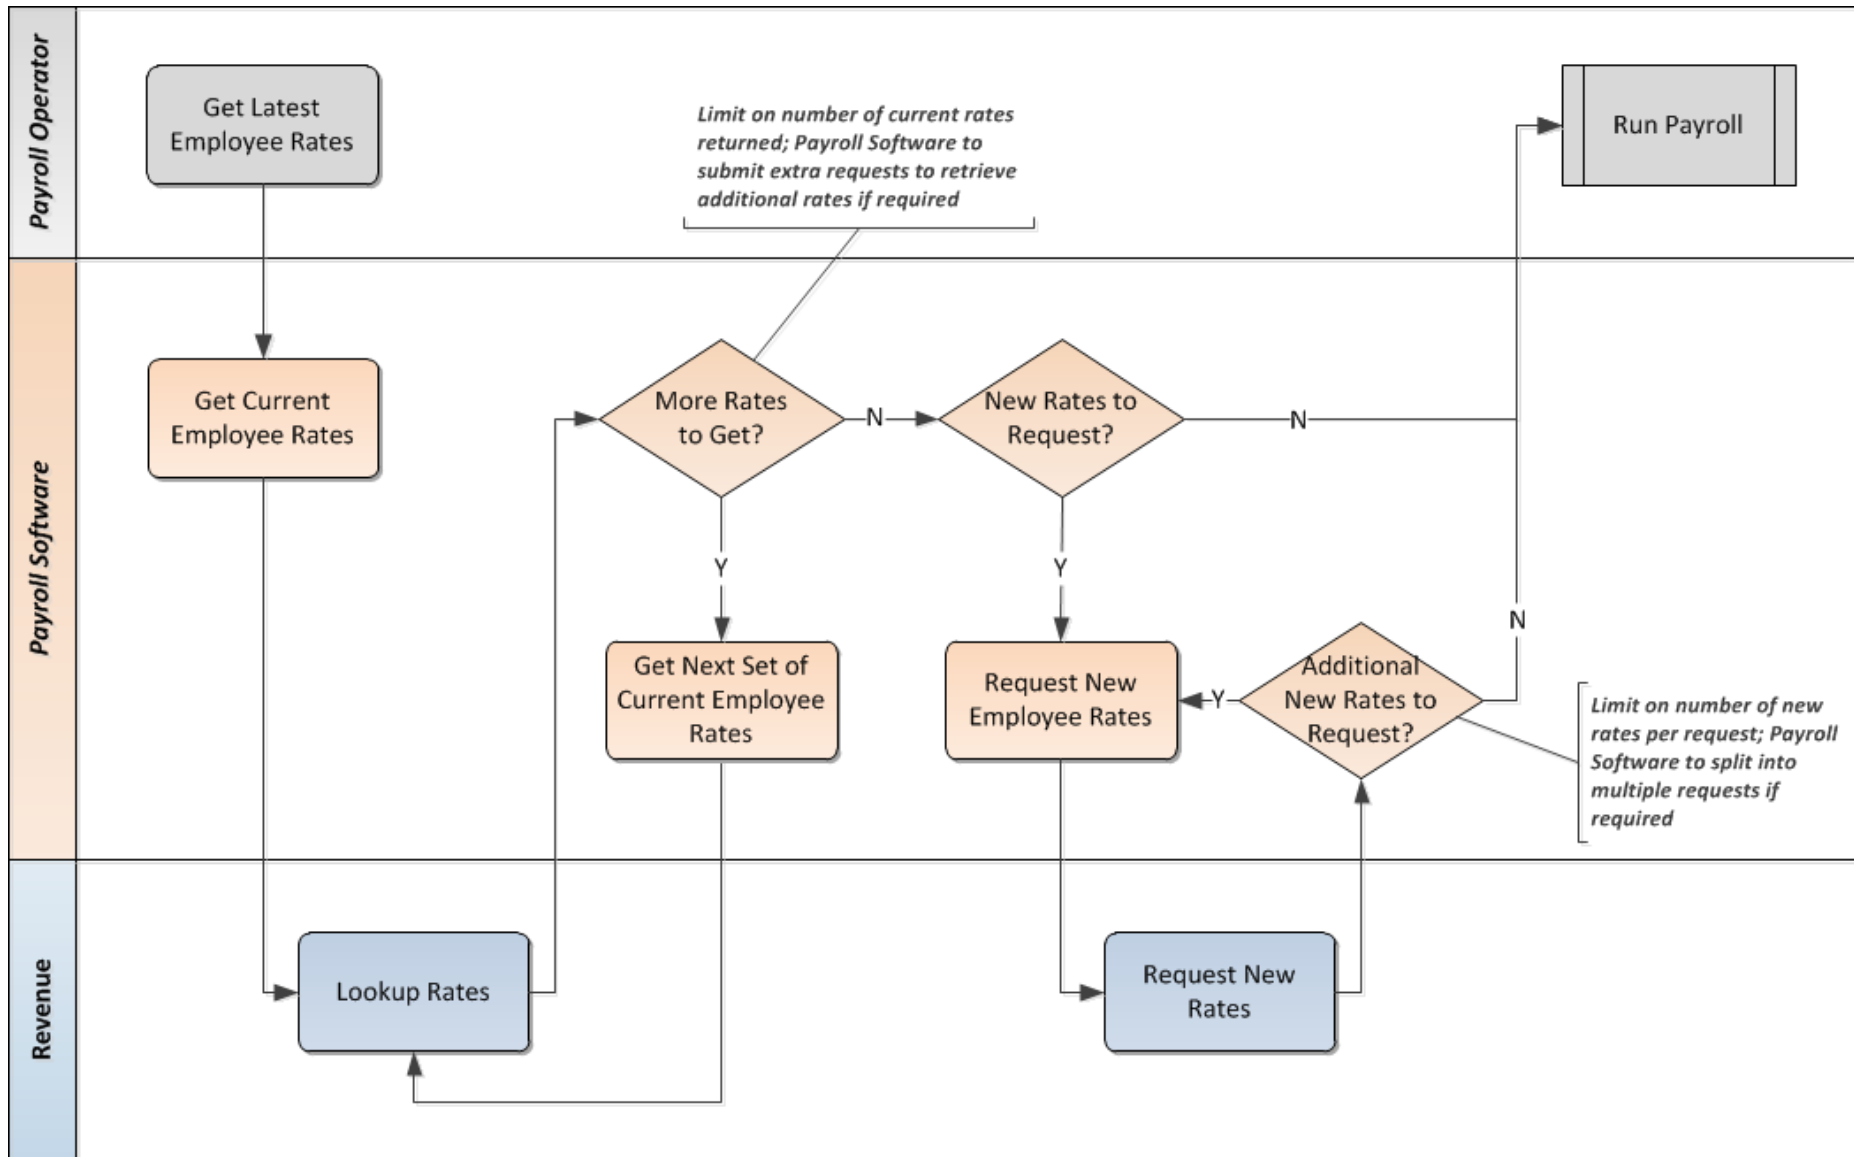 Payroll Operator
Get Latest
Employee Rates
Limit on number of current rates
returned; Payroll Software to
submit extra requests to retrieve
additional rates if required
Run Payroll
Payroll Software
Get Current
Employee Rates
More Rates
to Get?
N
New Rates to
Request?
N
Y
Y
Get Next Set of
Current Employee
Rates
Request New
Employee Rates
Y
Additional
New Rates to
Request?
N
Limit on number of new
rates per request; Payroll
Software to split into
multiple requests if
required
Revenue
Lookup Rates
Request New
Rates